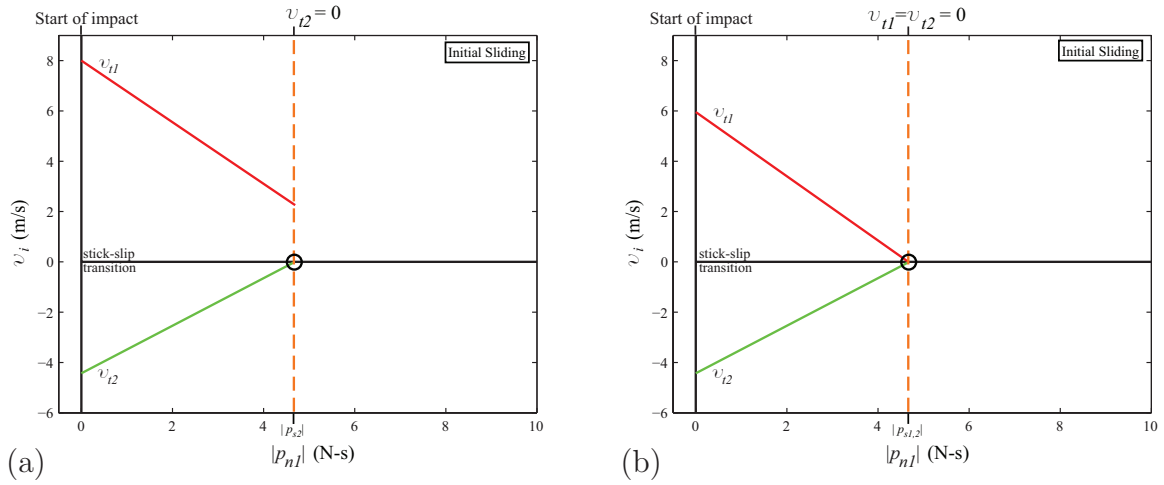 υt2 = 0
Start of impact
Initial Sliding
8
υt1
6
4
2
υi (m/s)
stick-slip
0
transition
−2
−4
υt2
−6
0 2 4 6 8 10
|ps2|
|pn1| (N-s)
(a)
υt1=υt2 = 0
Start of impact
Initial Sliding
8
6
υt1
4
2
υi (m/s)
stick-slip
0
transition
−2
−4
υt2
−6
0 2 4 6 8 10
|ps1,2|
|pn1| (N-s)
(b)